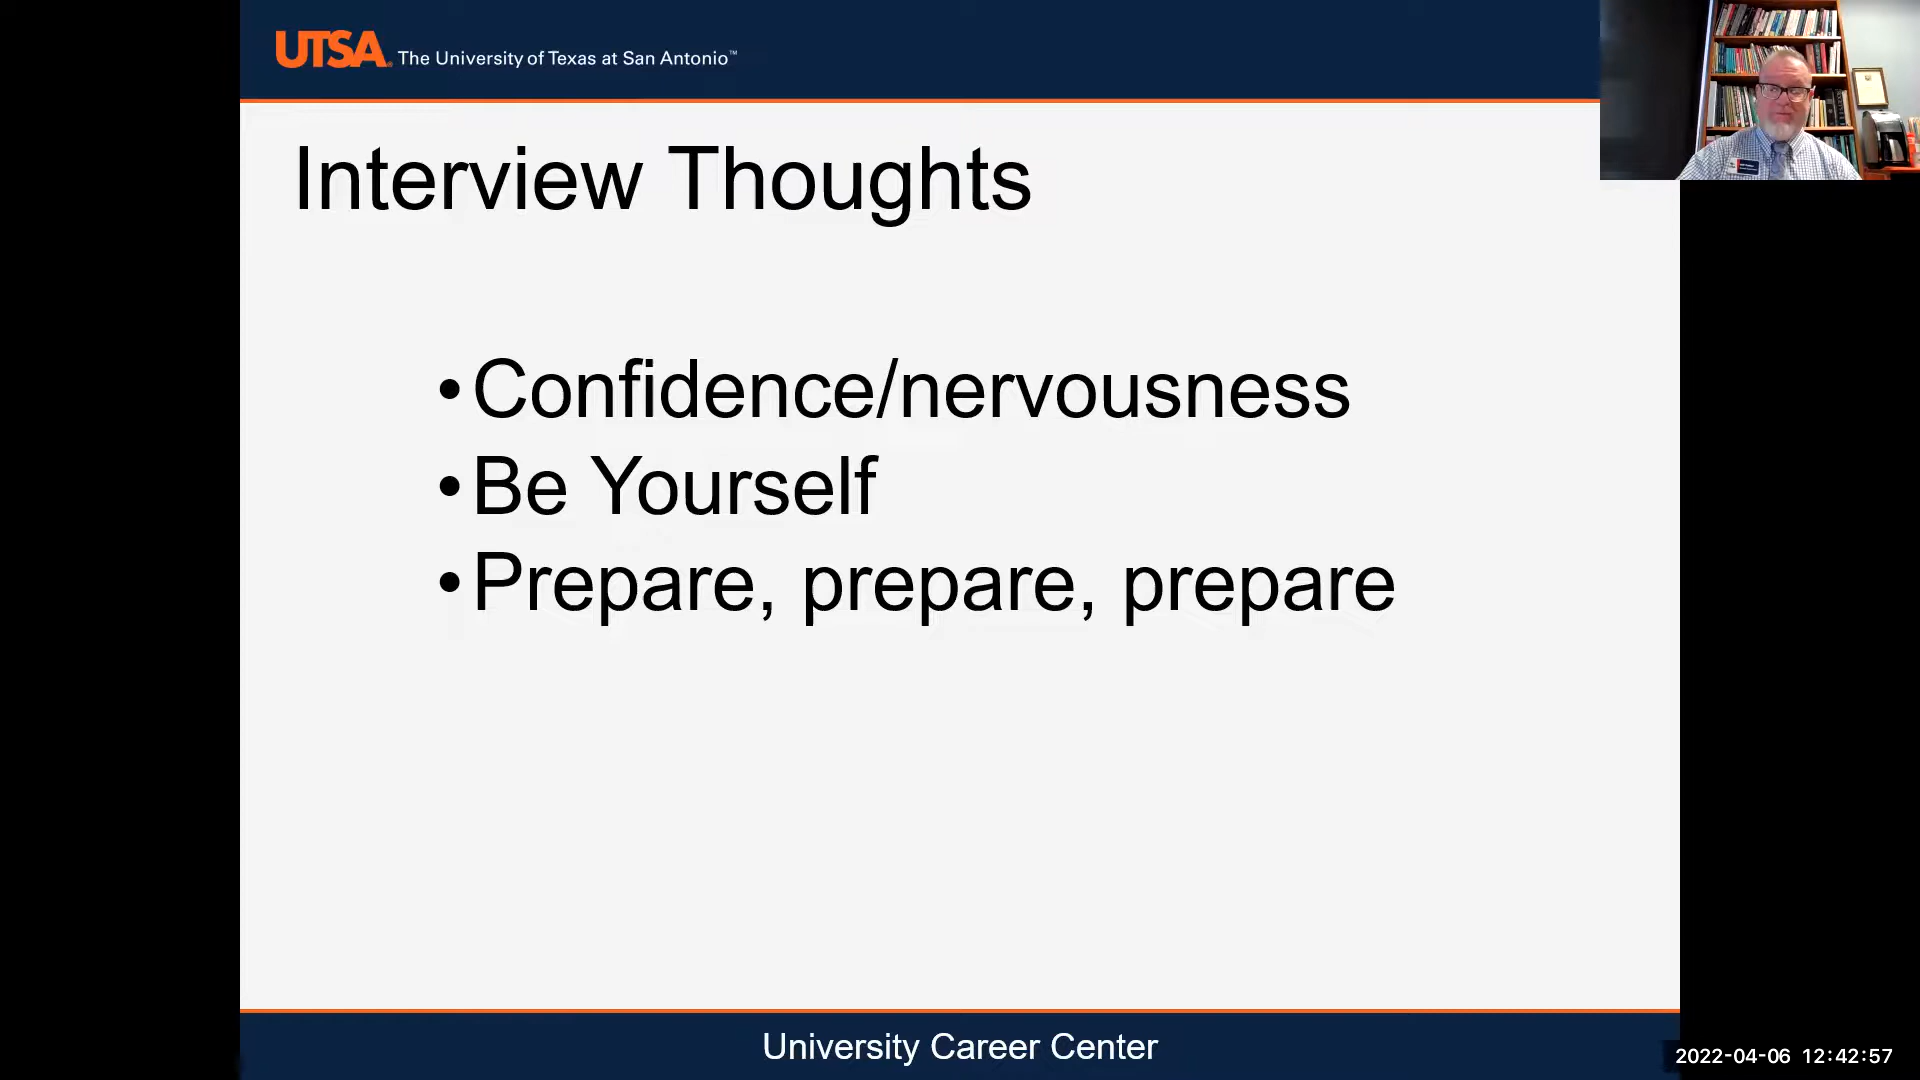 UTSA The University of Texas at San Antonio™
Interview Thoughts
•Confidence/nervousness
•Be Yourself
•Prepare, prepare, prepare
University Career Center
2022-04-06 12:42:57